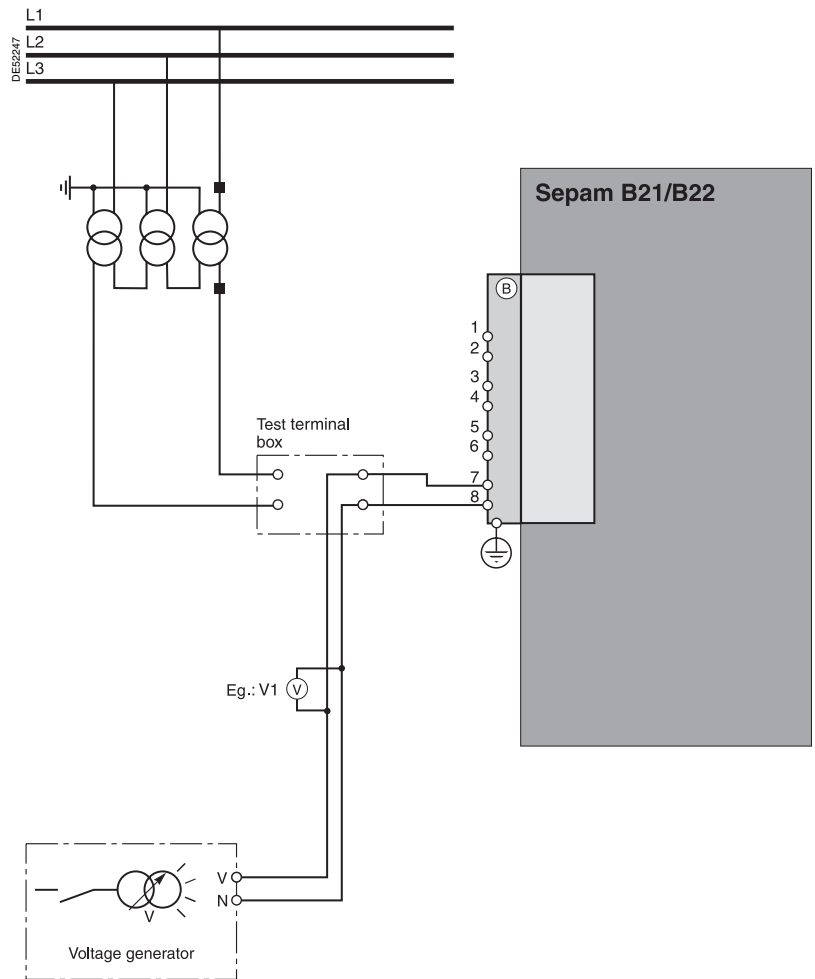 L1
L2
L3
DE52247
Sepam B21/B22
B
1
2
3
4
5
6
7
8
Test terminal
box
Eg.: V1
V
V
N
V
Voltage generator